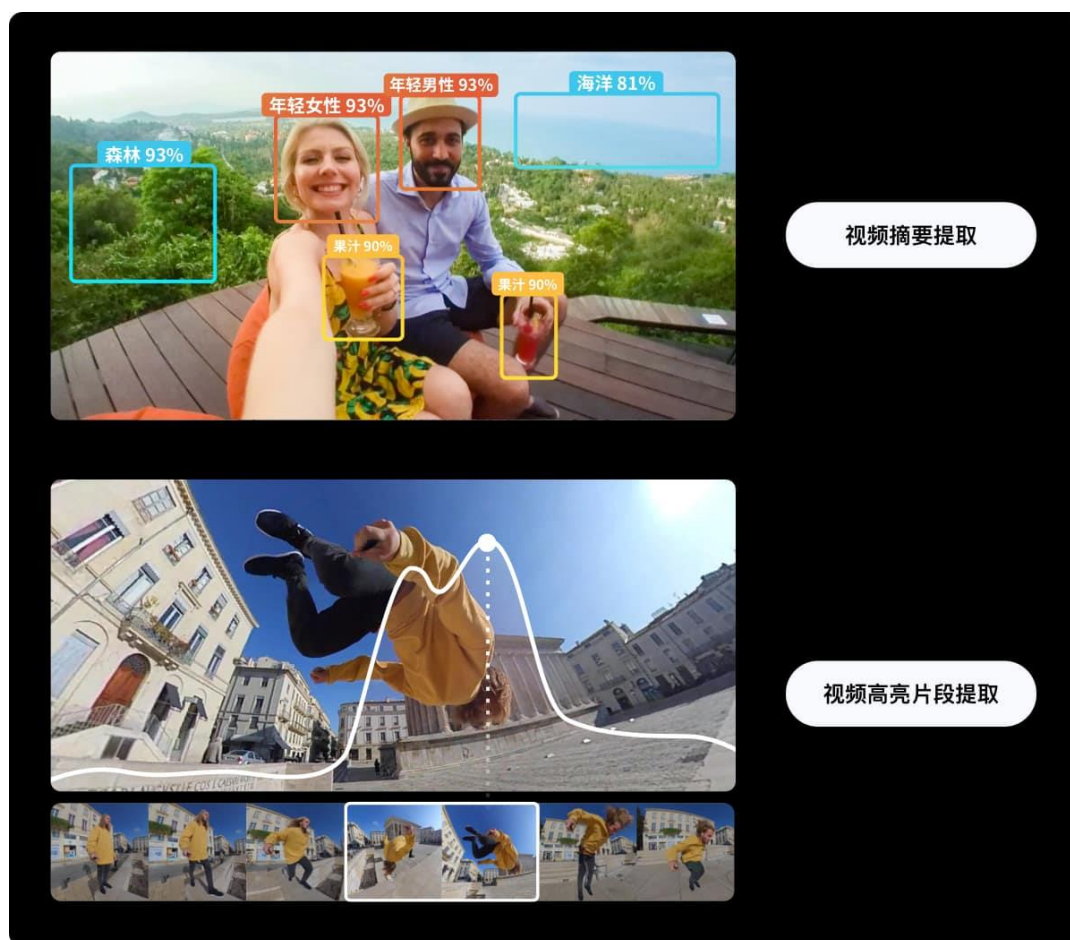 年轻男性 93%
海洋 81%
年轻女性 93%
森林 93%
视频摘要提取
果汁 90%
果汁 90%
视频高亮片段提取